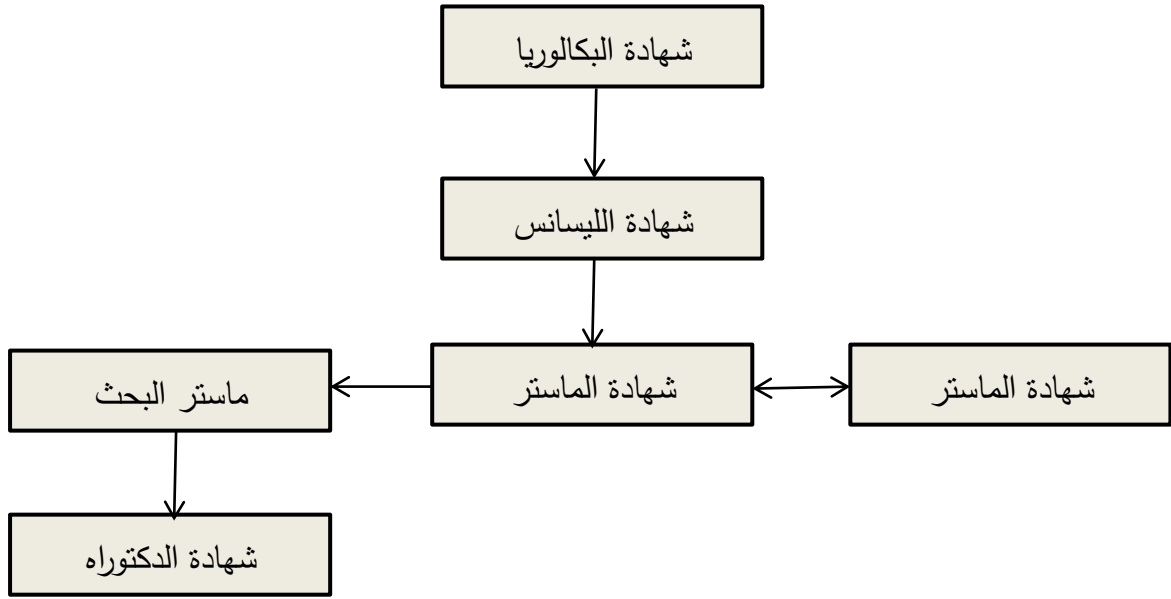 شهادة البكالوريا
شهادة الليسانس
شهادة الماستر
شهادة الماستر
ماستر البحث
شهادة الدكتوراه